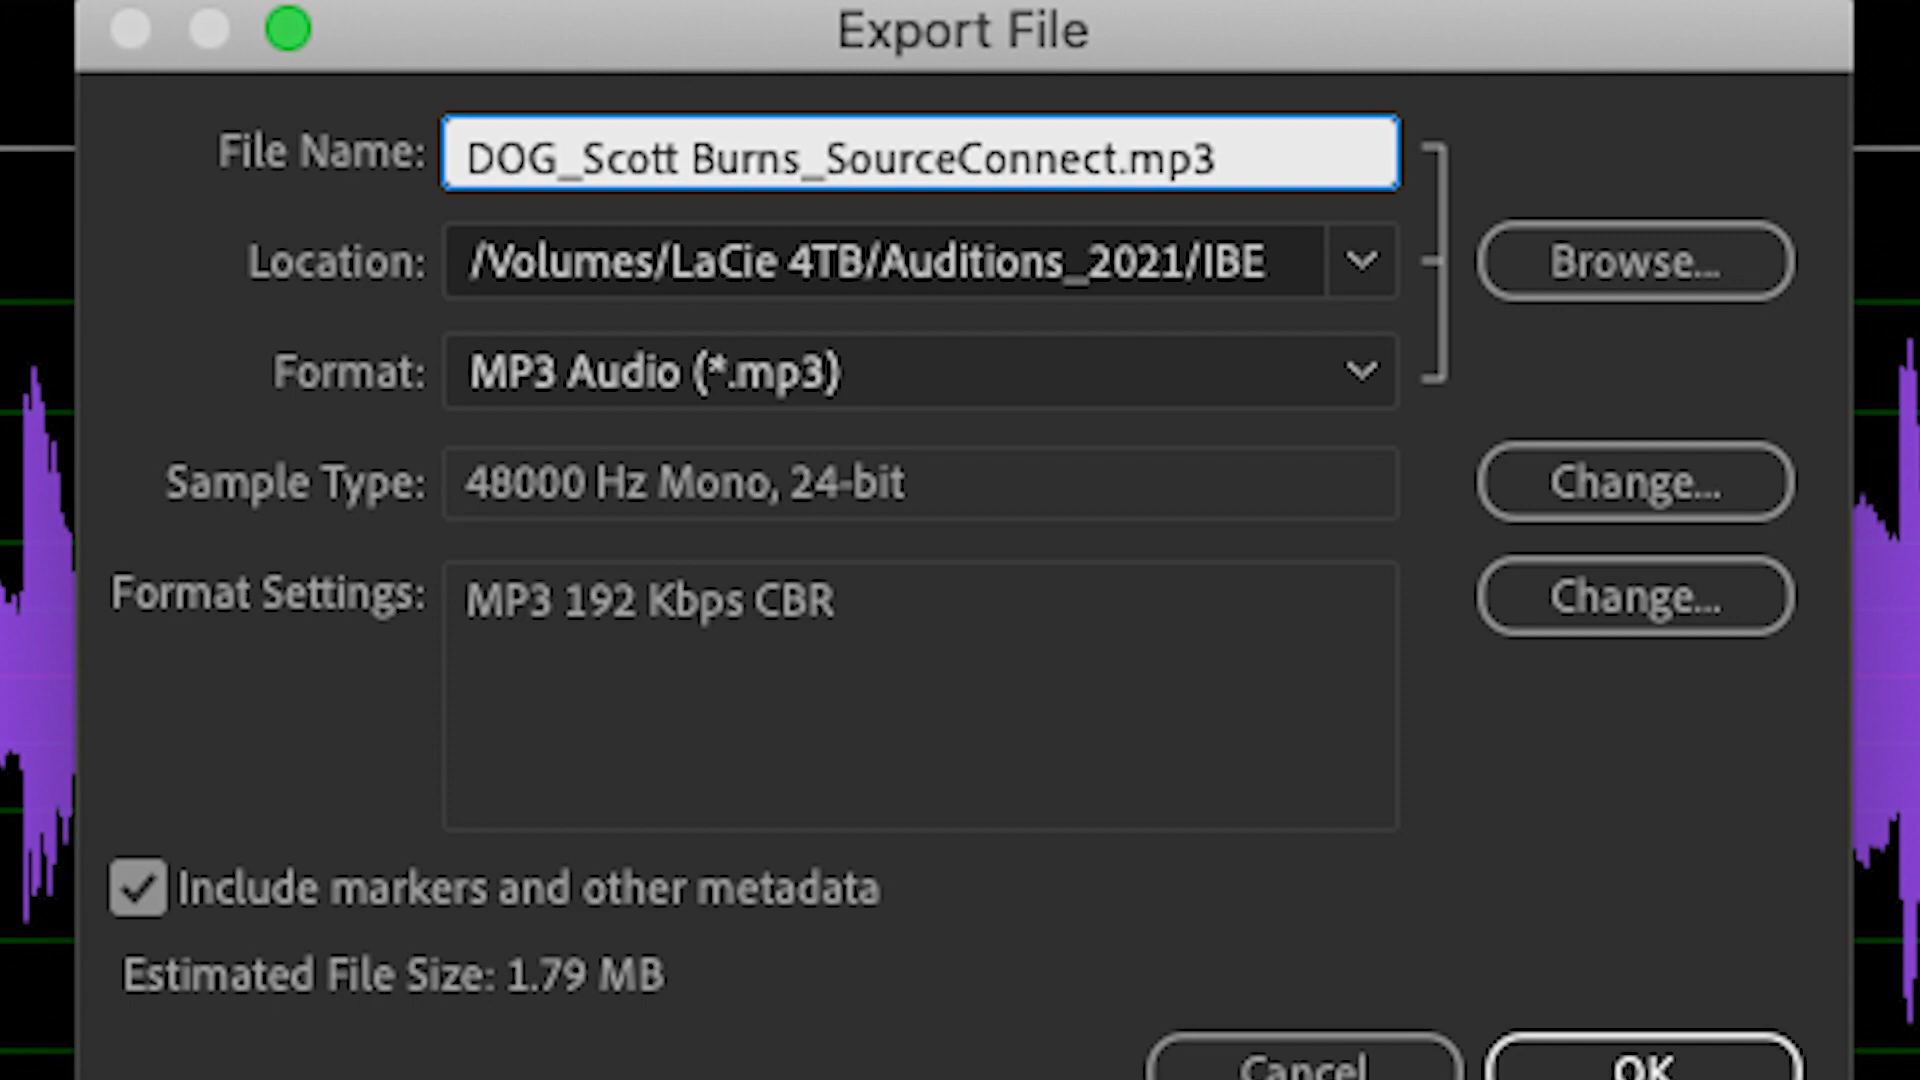 Export File
File Name: DOG_Scott Burns_SourceConnect.mp3
Location: /Volumes/LaCie 4TB/Auditions_2021/IBE Browse...
Format: MP3 Audio (*.mp3)
Sample Type: 48000 Hz Mono, 24-bit Change...
Format Settings: MP3 192 Kbps CBR Change...
Include markers and other metadata
Estimated File Size: 1.79 MB
Cancel OK